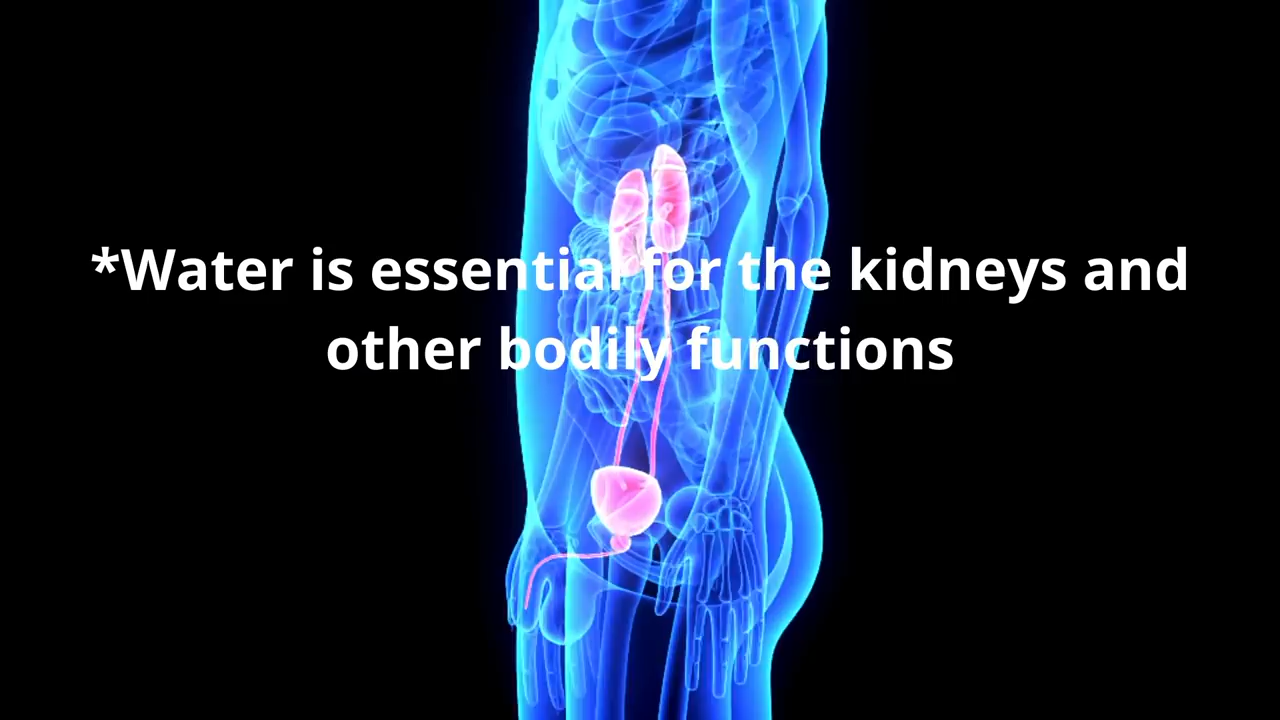 *Water is essential for the kidneys and
other bodily functions